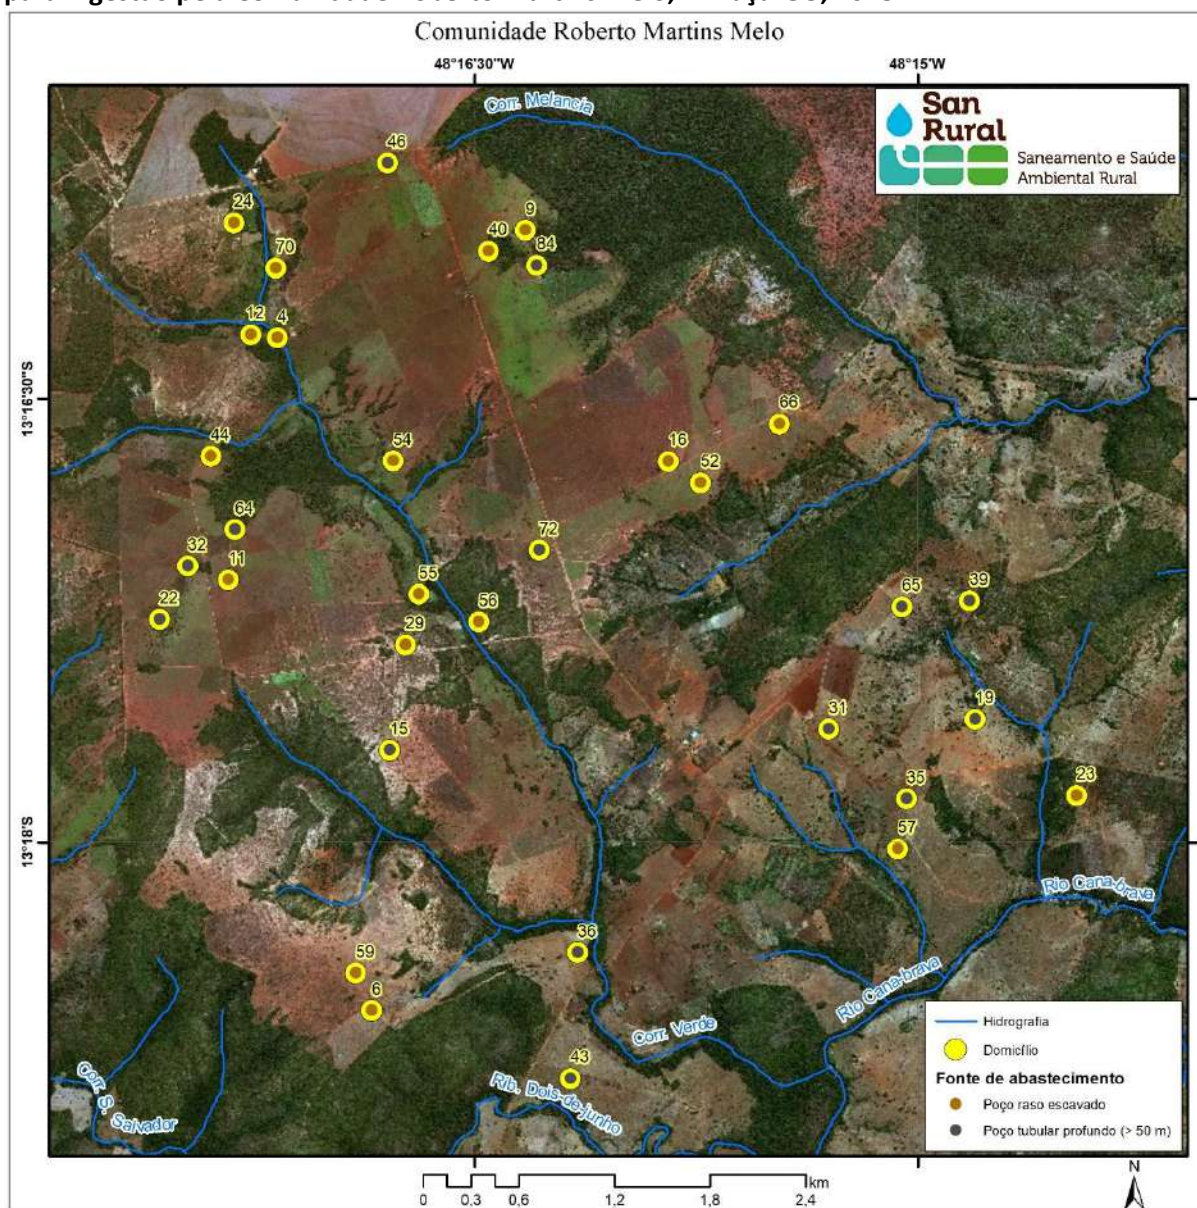 Comunidade Roberto Martins Melo
48°16'30"W
48°15'W
Corr. Melancia
San
Rural
Saneamento e Saúde
Ambiental Rural
46
24
9
40
84
70
12
4
13°16'30"S
66
44
54
16
52
64
72
32
11
55
65
39
22
56
29
19
31
15
35
23
57
13°18'S
Rio Cana-brava
36
59
Rio Cana-brava
6
Corr. Verde
43
Rib. Dois-de-junho
Corr. S. Salvador
Hidrografia
Domicílio
Fonte de abastecimento
Poço raso escavado
Poço tubular profundo (> 50 m)
0 0,3 0,6 1,2 1,8 2,4 km
N